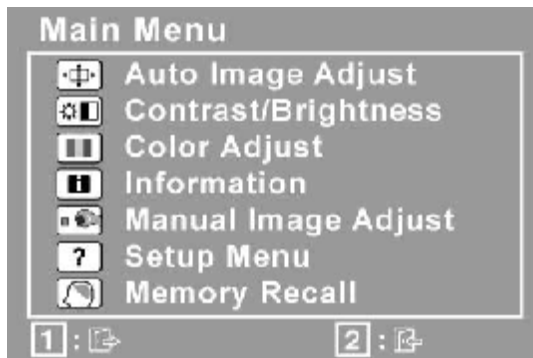 Main Menu
Auto Image Adjust
Contrast/Brightness
Color Adjust
Information
Manual Image Adjust
? Setup Menu
Memory Recall
1 : 2 :